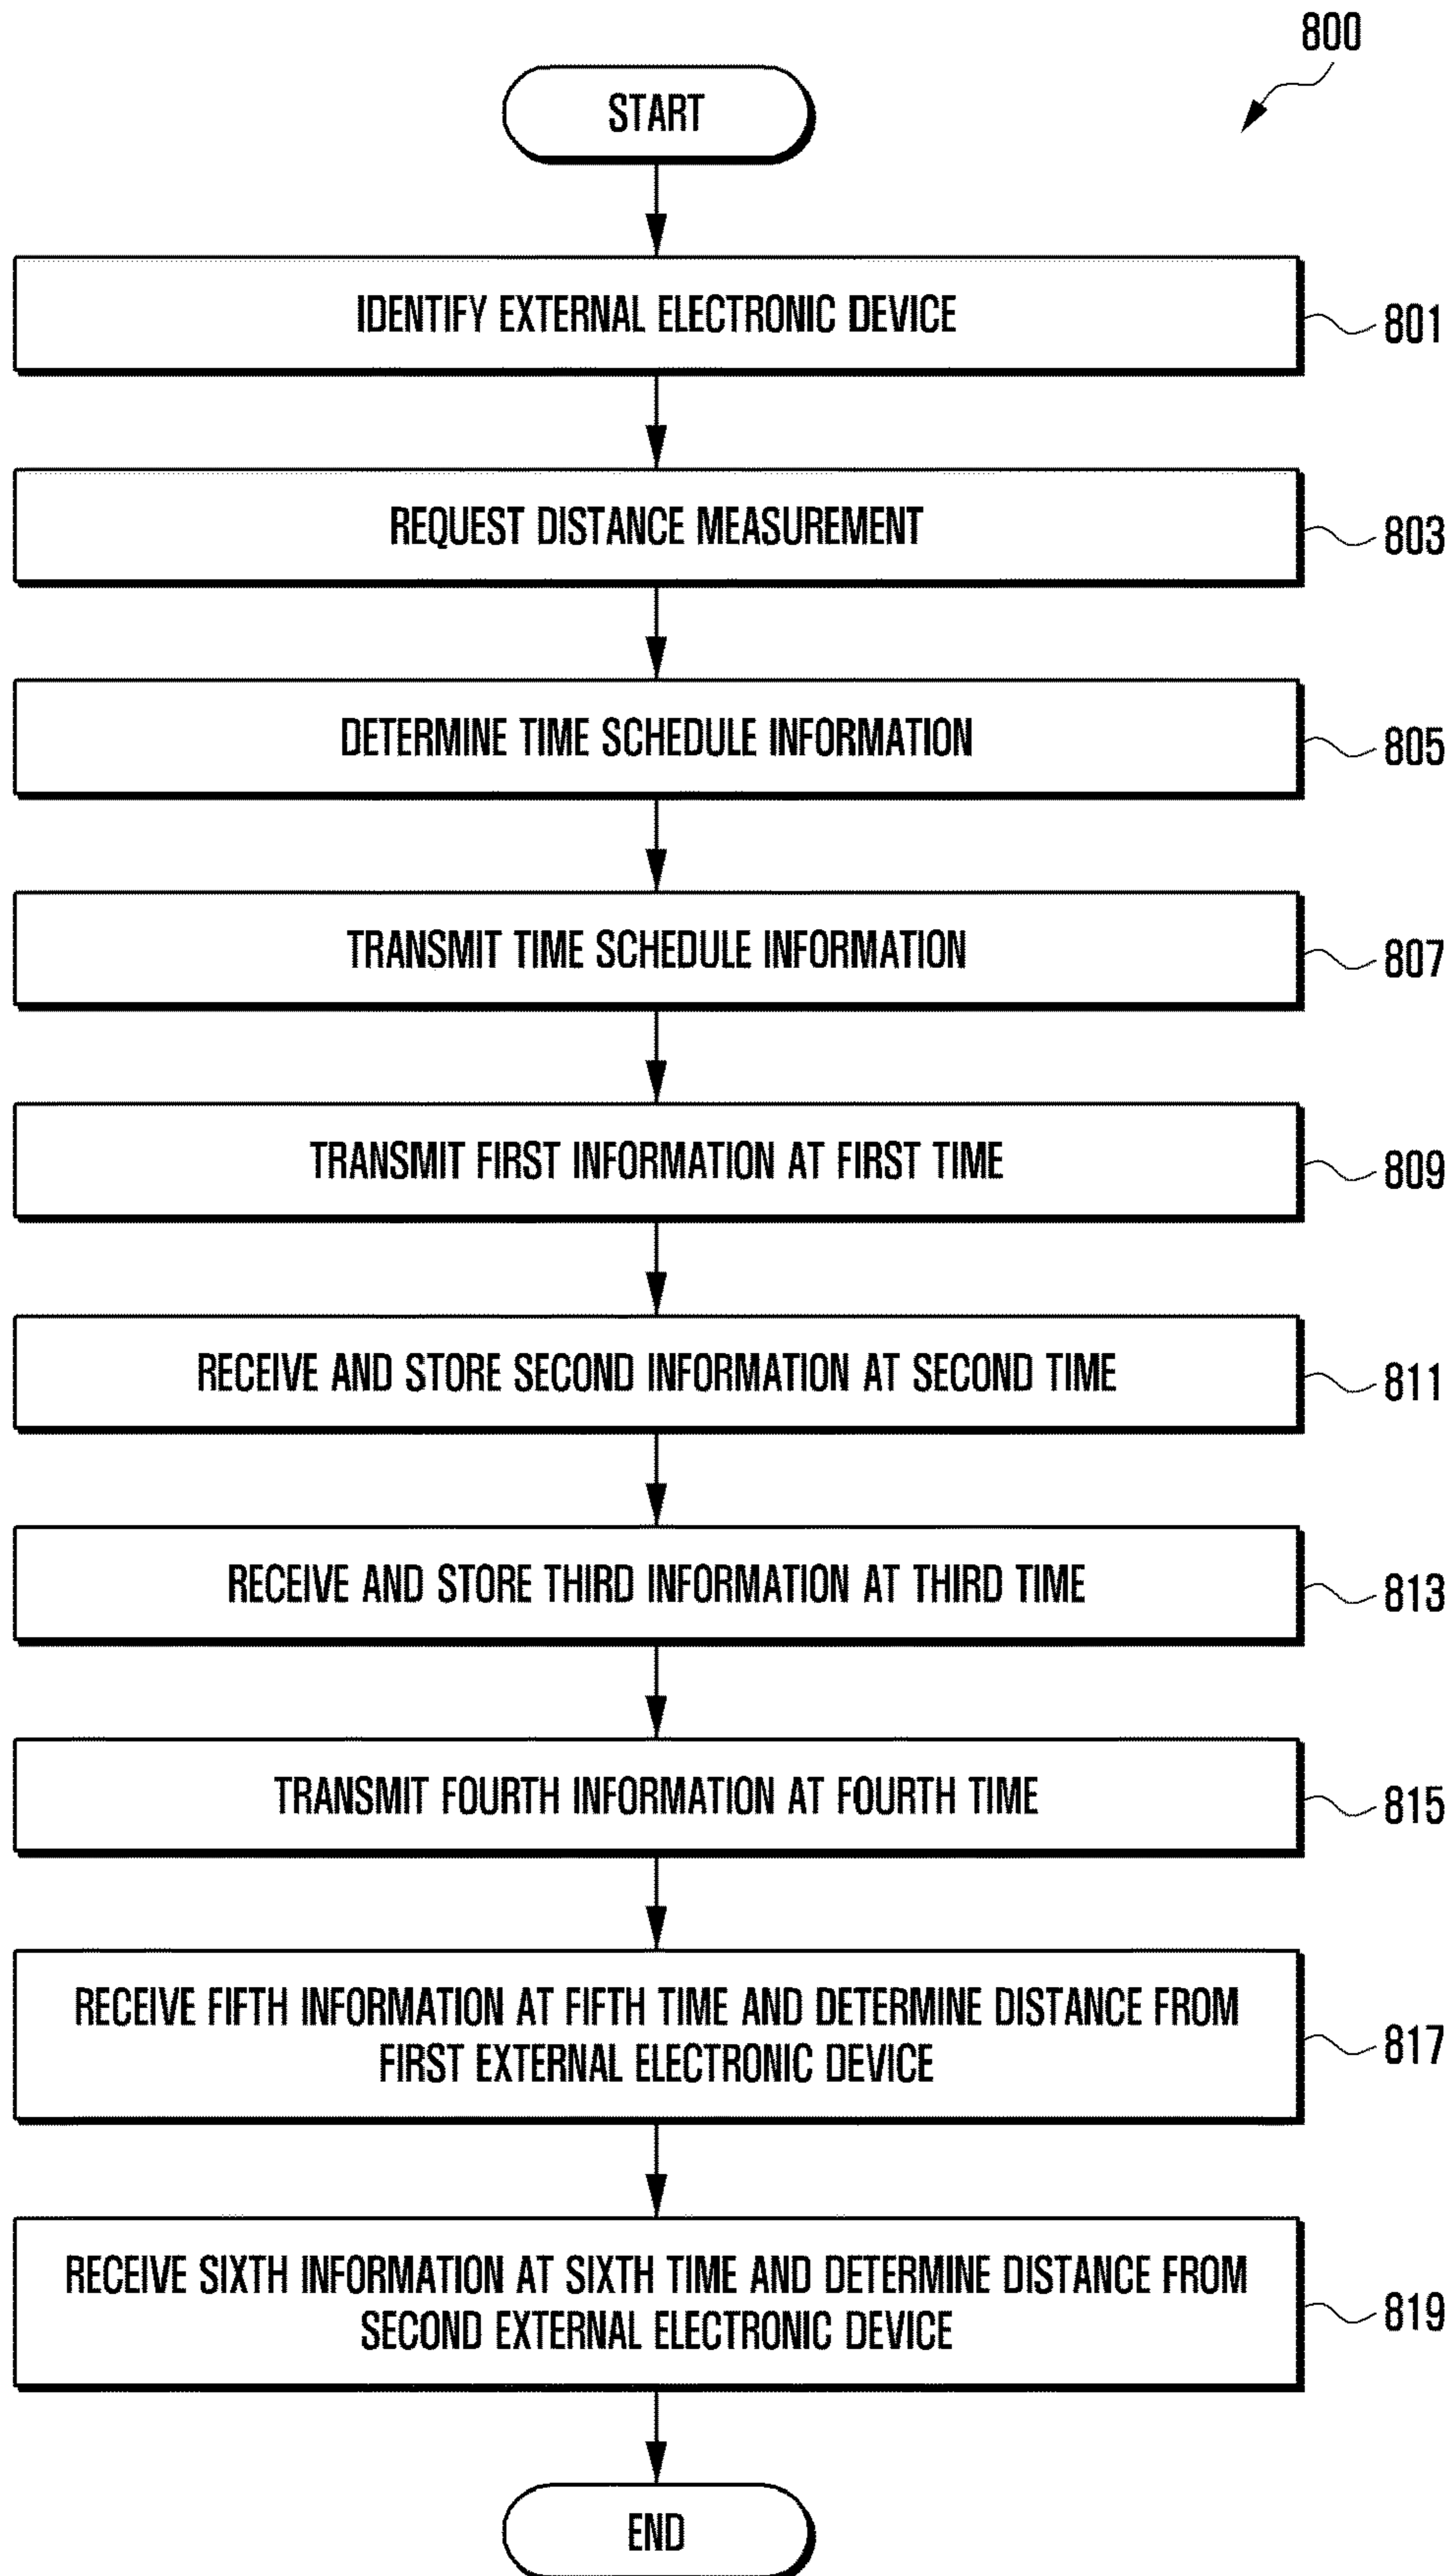 800
START
IDENTIFY EXTERNAL ELECTRONIC DEVICE
801
REQUEST DISTANCE MEASUREMENT
803
DETERMINE TIME SCHEDULE INFORMATION
805
TRANSMIT TIME SCHEDULE INFORMATION
807
TRANSMIT FIRST INFORMATION AT FIRST TIME
809
RECEIVE AND STORE SECOND INFORMATION AT SECOND TIME
811
RECEIVE AND STORE THIRD INFORMATION AT THIRD TIME
813
TRANSMIT FOURTH INFORMATION AT FOURTH TIME
815
RECEIVE FIFTH INFORMATION AT FIFTH TIME AND DETERMINE DISTANCE FROM
FIRST EXTERNAL ELECTRONIC DEVICE
817
RECEIVE SIXTH INFORMATION AT SIXTH TIME AND DETERMINE DISTANCE FROM
SECOND EXTERNAL ELECTRONIC DEVICE
819
END